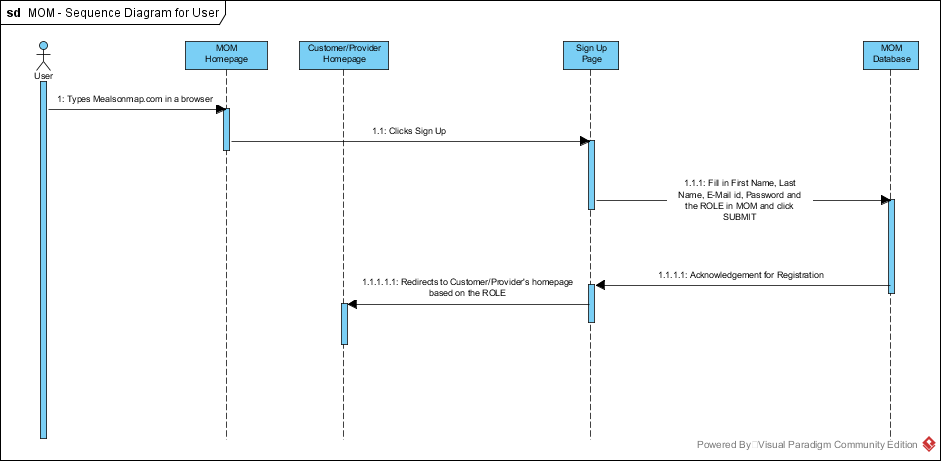 sd MOM - Sequence Diagram for User
User
MOM
Homepage
Customer/Provider
Homepage
Sign Up
Page
MOM
Database
1: Types Mealsonmap.com in a browser
1.1: Clicks Sign Up
1.1.1: Fill in First Name, Last
Name, E-Mail id, Password and
the ROLE in MOM and click
SUBMIT
1.1.1.1: Acknowledgement for Registration
1.1.1.1.1: Redirects to Customer/Provider's homepage
based on the ROLE
Powered By Visual Paradigm Community Edition